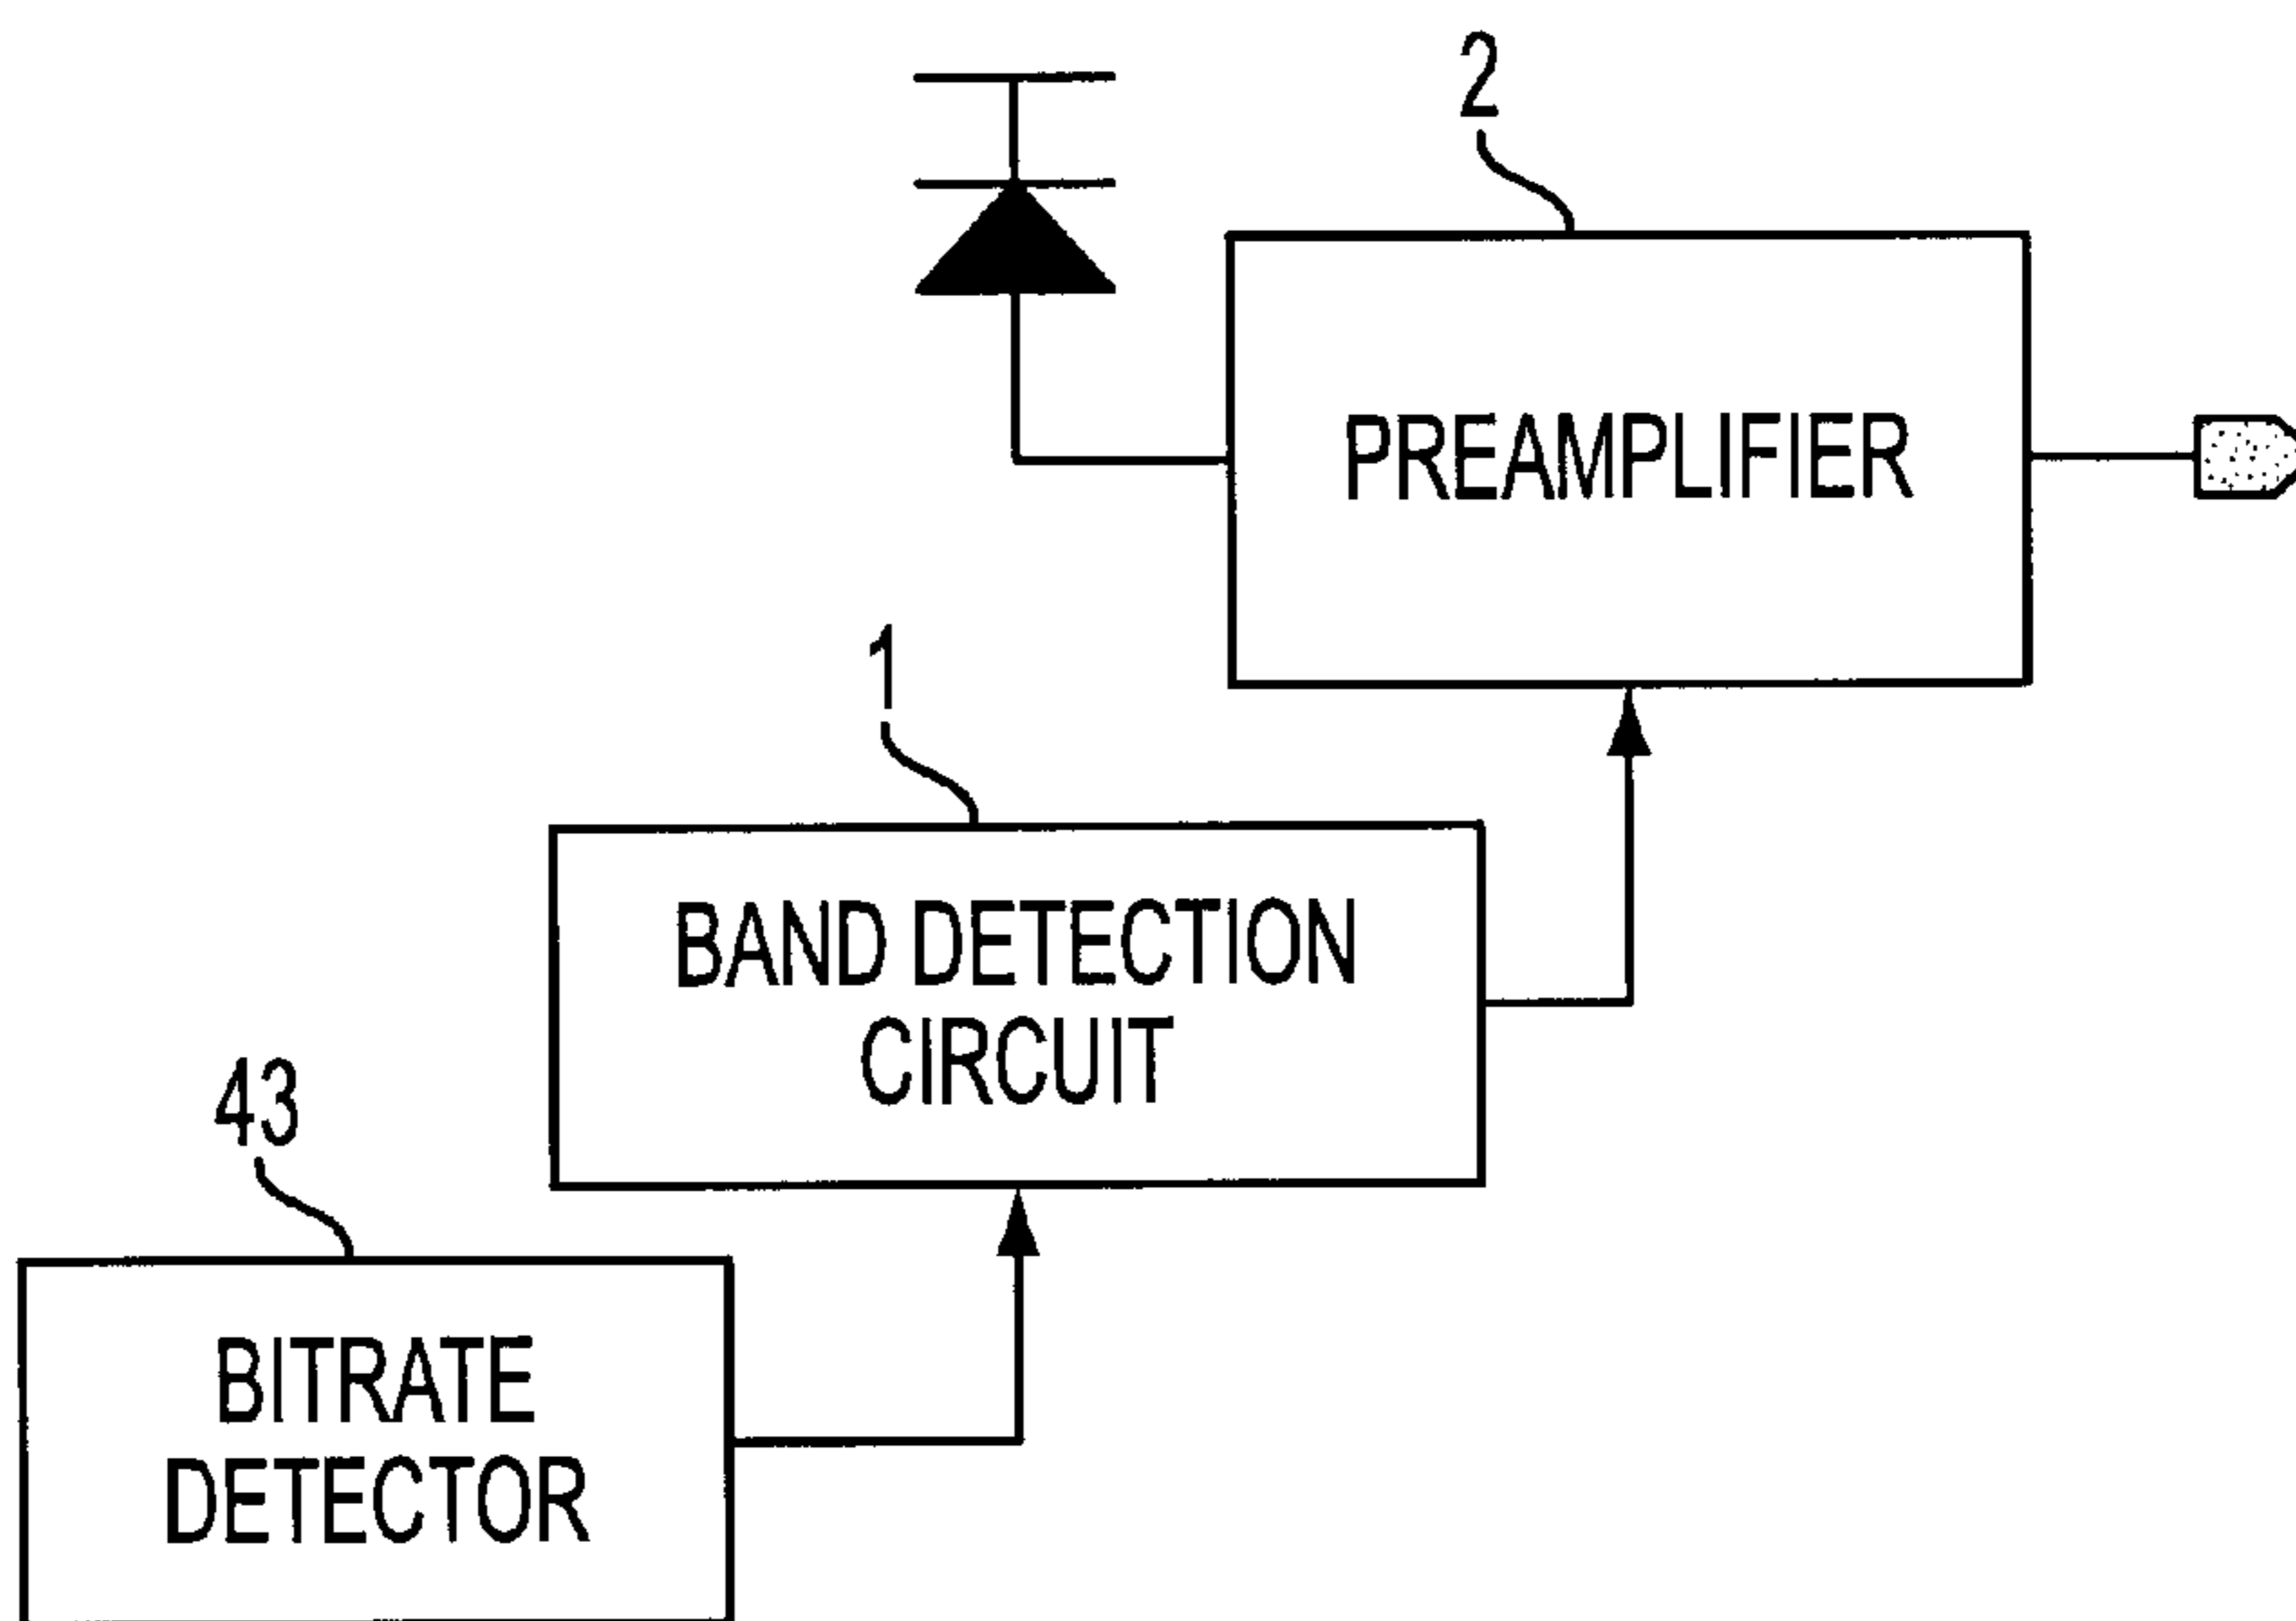 2
PREAMPLIFIER
1
BAND DETECTION
CIRCUIT
43
BITRATE
DETECTOR